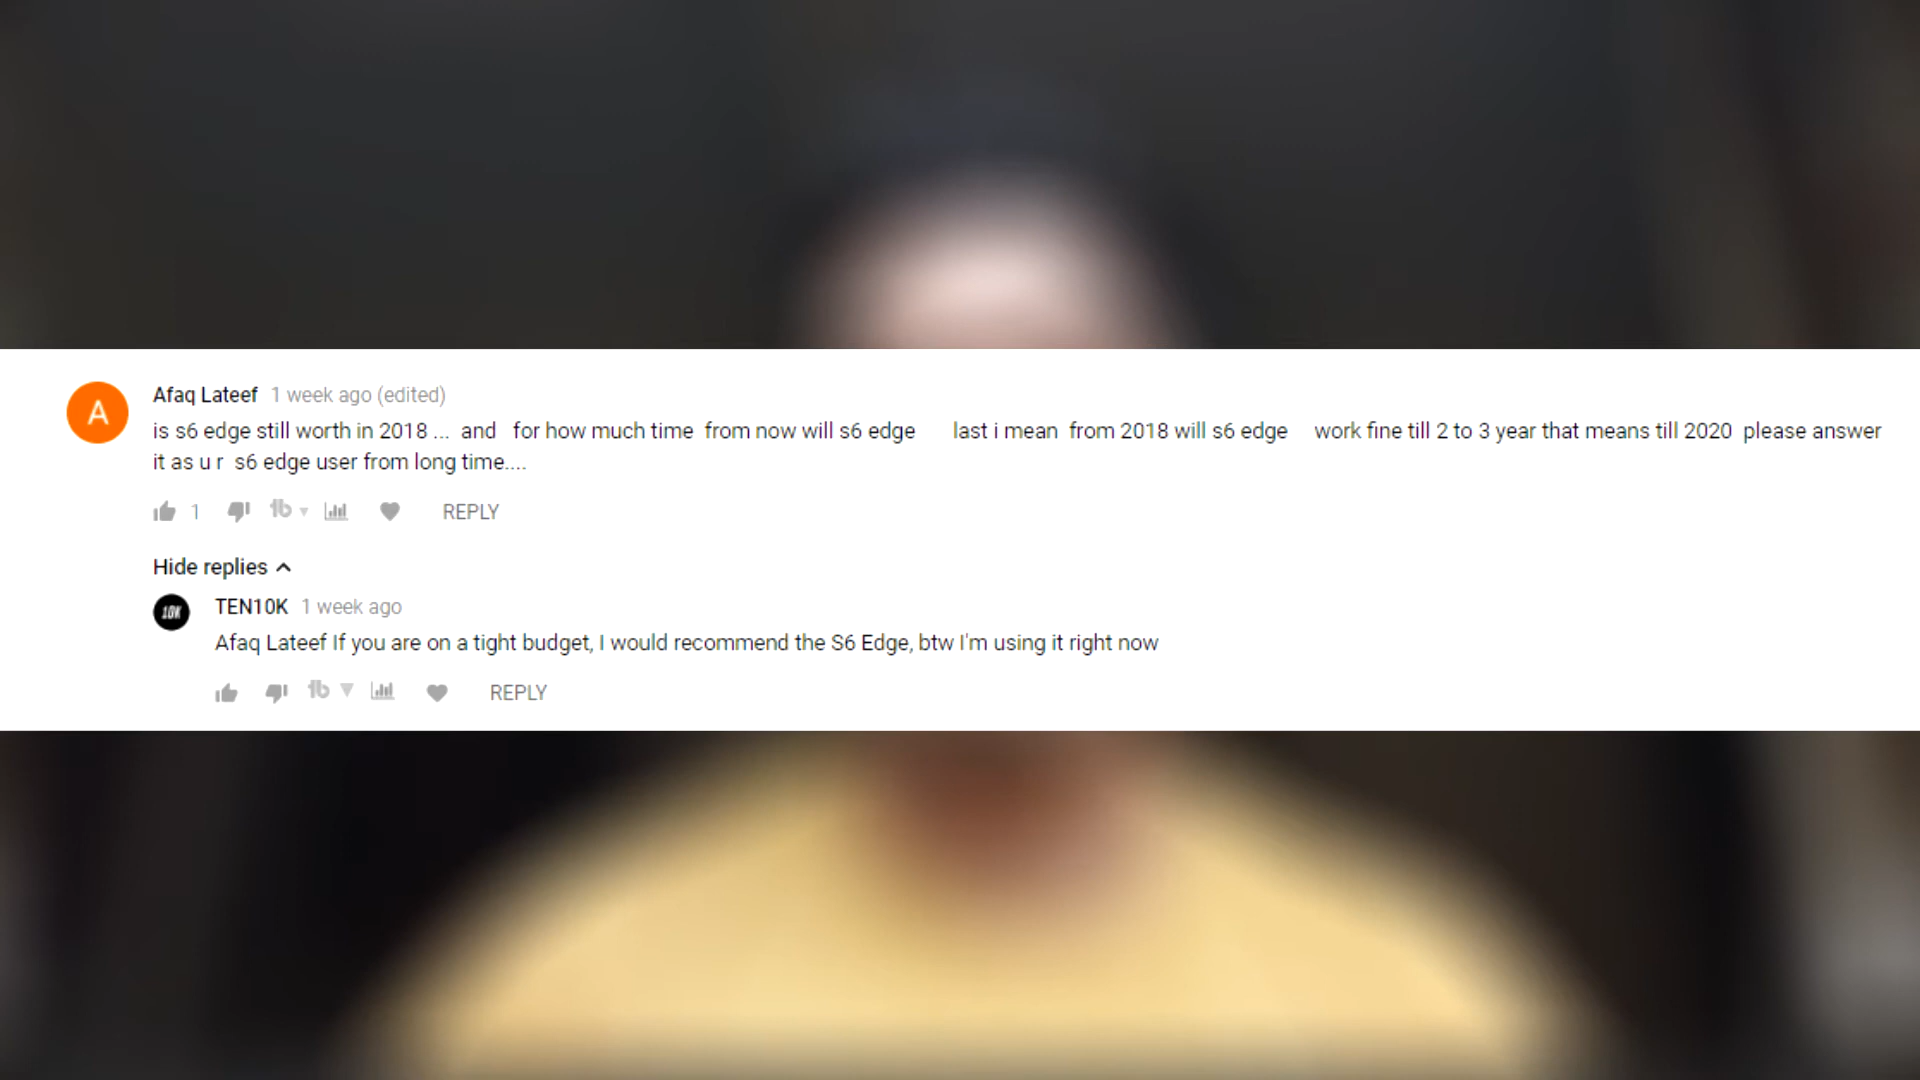 A
Afaq Lateef 1 week ago (edited)
is s6 edge still worth in 2018 ... and for how much time from now will s6 edge last i mean from 2018 will s6 edge work fine till 2 to 3 year that means till 2020 please answer
it as u r s6 edge user from long time....
1 tb REPLY
Hide replies
10K
TEN10K 1 week ago
Afaq Lateef If you are on a tight budget, I would recommend the S6 Edge, btw I'm using it right now
tb REPLY